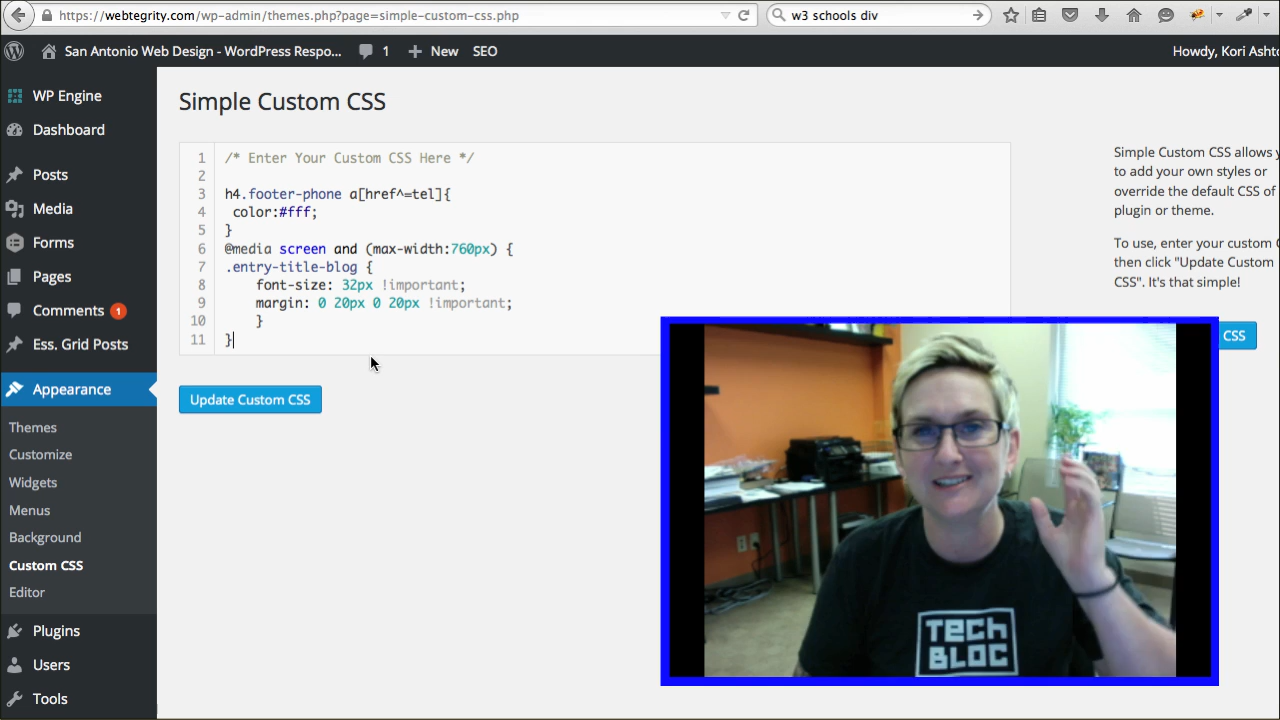 https://webtegrity.com/wp-admin/themes.php?page=simple-custom-css.php
w3 schools div
San Antonio Web Design - WordPress Respo...
1
New
SEO
Howdy, Kori Ashto
WP Engine
Dashboard
Posts
Media
Forms
Pages
Comments 1
Ess. Grid Posts
Appearance
Themes
Customize
Widgets
Menus
Background
Custom CSS
Editor
Plugins
Users
Tools
Simple Custom CSS
1 /* Enter Your Custom CSS Here */
2
3 h4.footer-phone a[href^=tel]{
4 color:#fff;
5 }
6 @media screen and (max-width:760px) {
7 .entry-title-blog {
8 font-size: 32px !important;
9 margin: 0 20px 0 20px !important;
10 }
11 }
Update Custom CSS
Simple Custom CSS allows y
to add your own styles or
override the default CSS of
plugin or theme.
To use, enter your custom C
then click "Update Custom
CSS". It's that simple!
CSS
TECH
BLOC